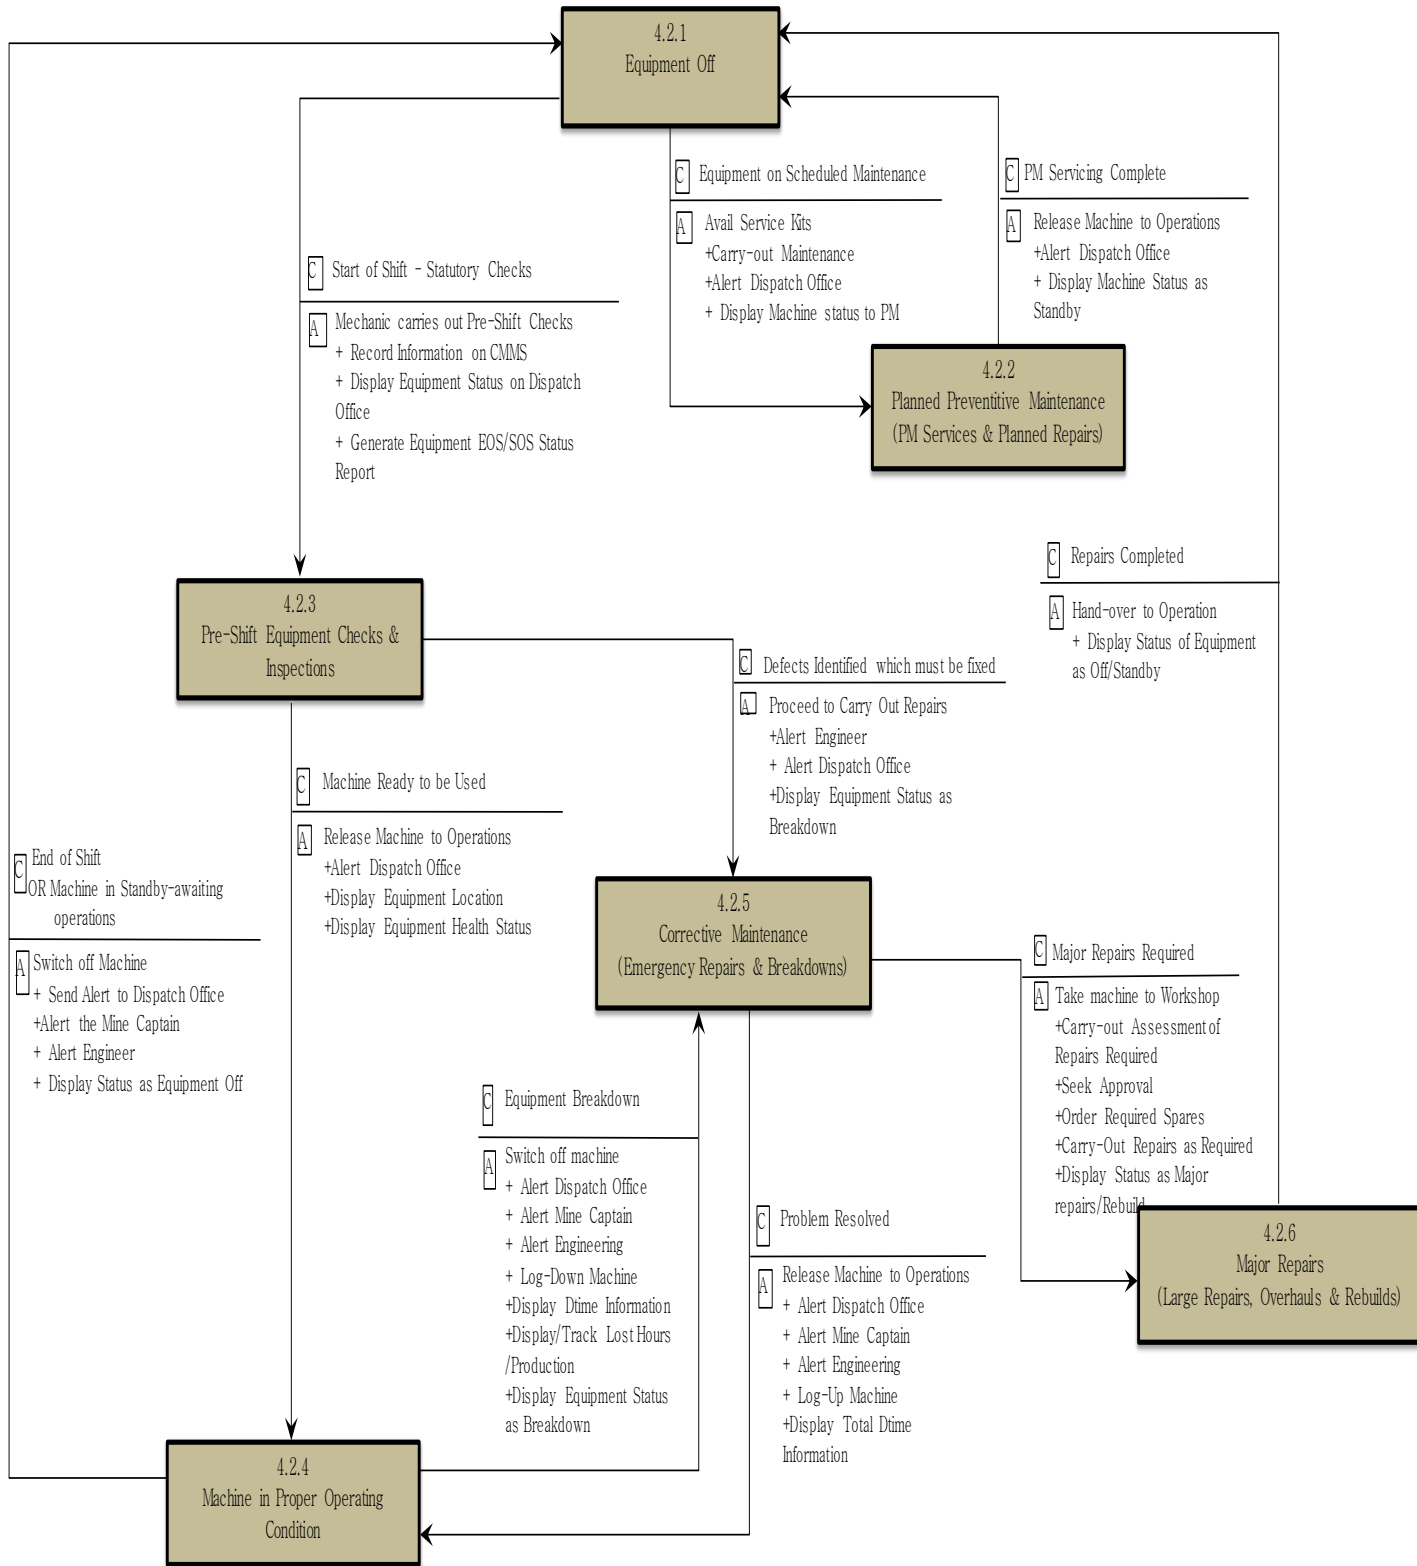 4.2.1
Equipment Off
C Equipment on Scheduled Maintenance
A Avail Service Kits
+Carry-out Maintenance
+Alert Dispatch Office
+ Display Machine status to PM
C PM Servicing Complete
A Release Machine to Operations
+Alert Dispatch Office
+ Display Machine Status as
Standby
C Start of Shift - Statutory Checks
A Mechanic carries out Pre-Shift Checks
+ Record Information on CMMS
+ Display Equipment Status on Dispatch
Office
+ Generate Equipment EOS/SOS Status
Report
4.2.2
Planned Preventitive Maintenance
(PM Services & Planned Repairs)
C Repairs Completed
A Hand-over to Operation
+ Display Status of Equipment
as Off/Standby
4.2.3
Pre-Shift Equipment Checks &
Inspections
C Defects Identified which must be fixed
A Proceed to Carry Out Repairs
+Alert Engineer
+ Alert Dispatch Office
+Display Equipment Status as
Breakdown
C Machine Ready to be Used
A Release Machine to Operations
+Alert Dispatch Office
+Display Equipment Location
+Display Equipment Health Status
C End of Shift
OR Machine in Standby-awaiting
operations
A Switch off Machine
+ Send Alert to Dispatch Office
+Alert the Mine Captain
+ Alert Engineer
+ Display Status as Equipment Off
4.2.5
Corrective Maintenance
(Emergency Repairs & Breakdowns)
C Major Repairs Required
A Take machine to Workshop
+Carry-out Assessment of
Repairs Required
+Seek Approval
+Order Required Spares
+Carry-Out Repairs as Required
+Display Status as Major
repairs/Rebuild
C Equipment Breakdown
A Switch off machine
+ Alert Dispatch Office
+ Alert Mine Captain
+ Alert Engineering
+ Log-Down Machine
+Display Dtime Information
+Display/Track Lost Hours
/Production
+Display Equipment Status
as Breakdown
C Problem Resolved
A Release Machine to Operations
+ Alert Dispatch Office
+ Alert Mine Captain
+ Alert Engineering
+ Log-Up Machine
+Display Total Dtime
Information
4.2.6
Major Repairs
(Large Repairs, Overhauls & Rebuilds)
4.2.4
Machine in Proper Operating
Condition